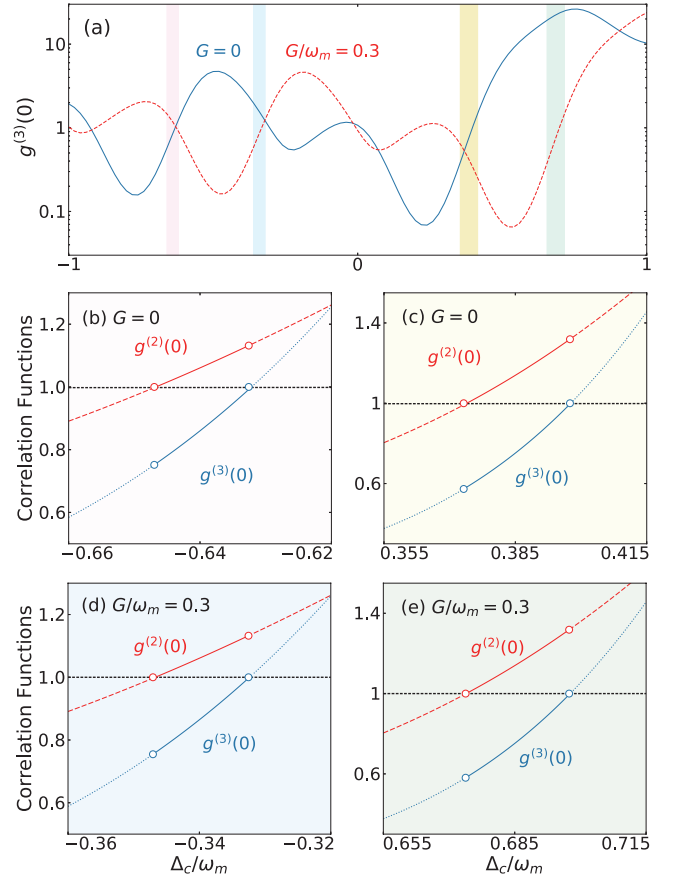 (a)
G = 0
G/ω_m = 0.3
g^(3)(0)
10
1
0.1
−1
0
1
(b) G = 0
g^(2)(0)
g^(3)(0)
Correlation Functions
1.2
1.0
0.8
0.6
−0.66
−0.64
−0.62
(c) G = 0
g^(2)(0)
g^(3)(0)
1.4
1
0.6
0.355
0.385
0.415
(d) G/ω_m = 0.3
g^(2)(0)
g^(3)(0)
Correlation Functions
1.2
1.0
0.8
0.6
−0.36
−0.34
−0.32
Δ_c/ω_m
(e) G/ω_m = 0.3
g^(2)(0)
g^(3)(0)
1.4
1
0.6
0.655
0.685
0.715
Δ_c/ω_m